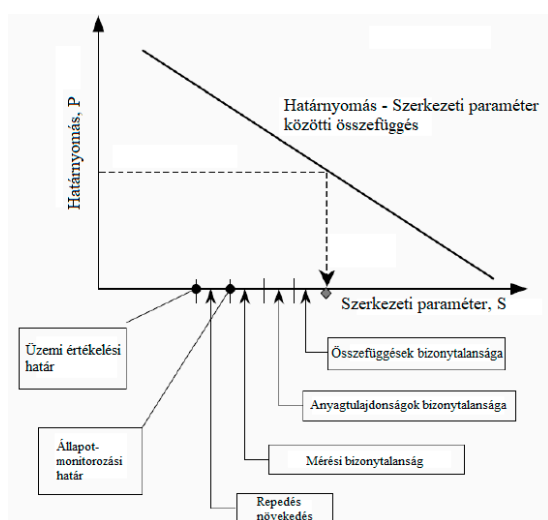 Határnyomás, P
Határnyomás - Szerkezeti paraméter
közötti összefüggés
Szerkezeti paraméter, S
Üzemi értékelési
határ
Összefüggések bizonytalansága
Anyagtulajdonságok bizonytalansága
Állapot-
monitorozási
határ
Mérési bizonytalanság
Repedés
növekedés